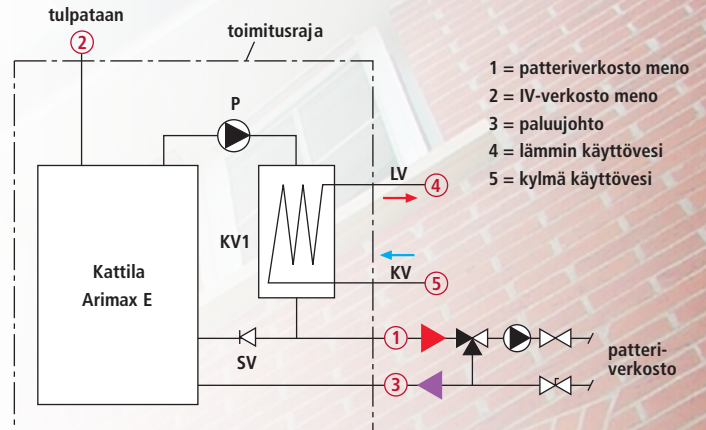 tulpataan
2
toimitusraja
P
1 = patteriverkosto meno
2 = IV-verkosto meno
3 = paluujohto
4 = lämmin käyttövesi
5 = kylmä käyttövesi
LV
4
KV1
KV
5
Kattila
Arimax E
SV
1
3
patteri-
verkosto